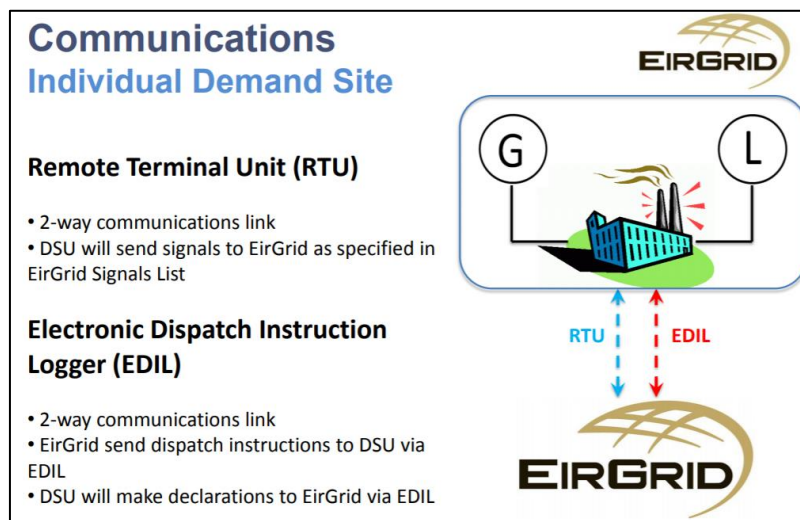 Communications
Individual Demand Site
EIRGRID
G
L
Remote Terminal Unit (RTU)
• 2-way communications link
• DSU will send signals to EirGrid as specified in
EirGrid Signals List
RTU
EDIL
Electronic Dispatch Instruction
Logger (EDIL)
• 2-way communications link
• EirGrid send dispatch instructions to DSU via
EDIL
• DSU will make declarations to EirGrid via EDIL
EIRGRID